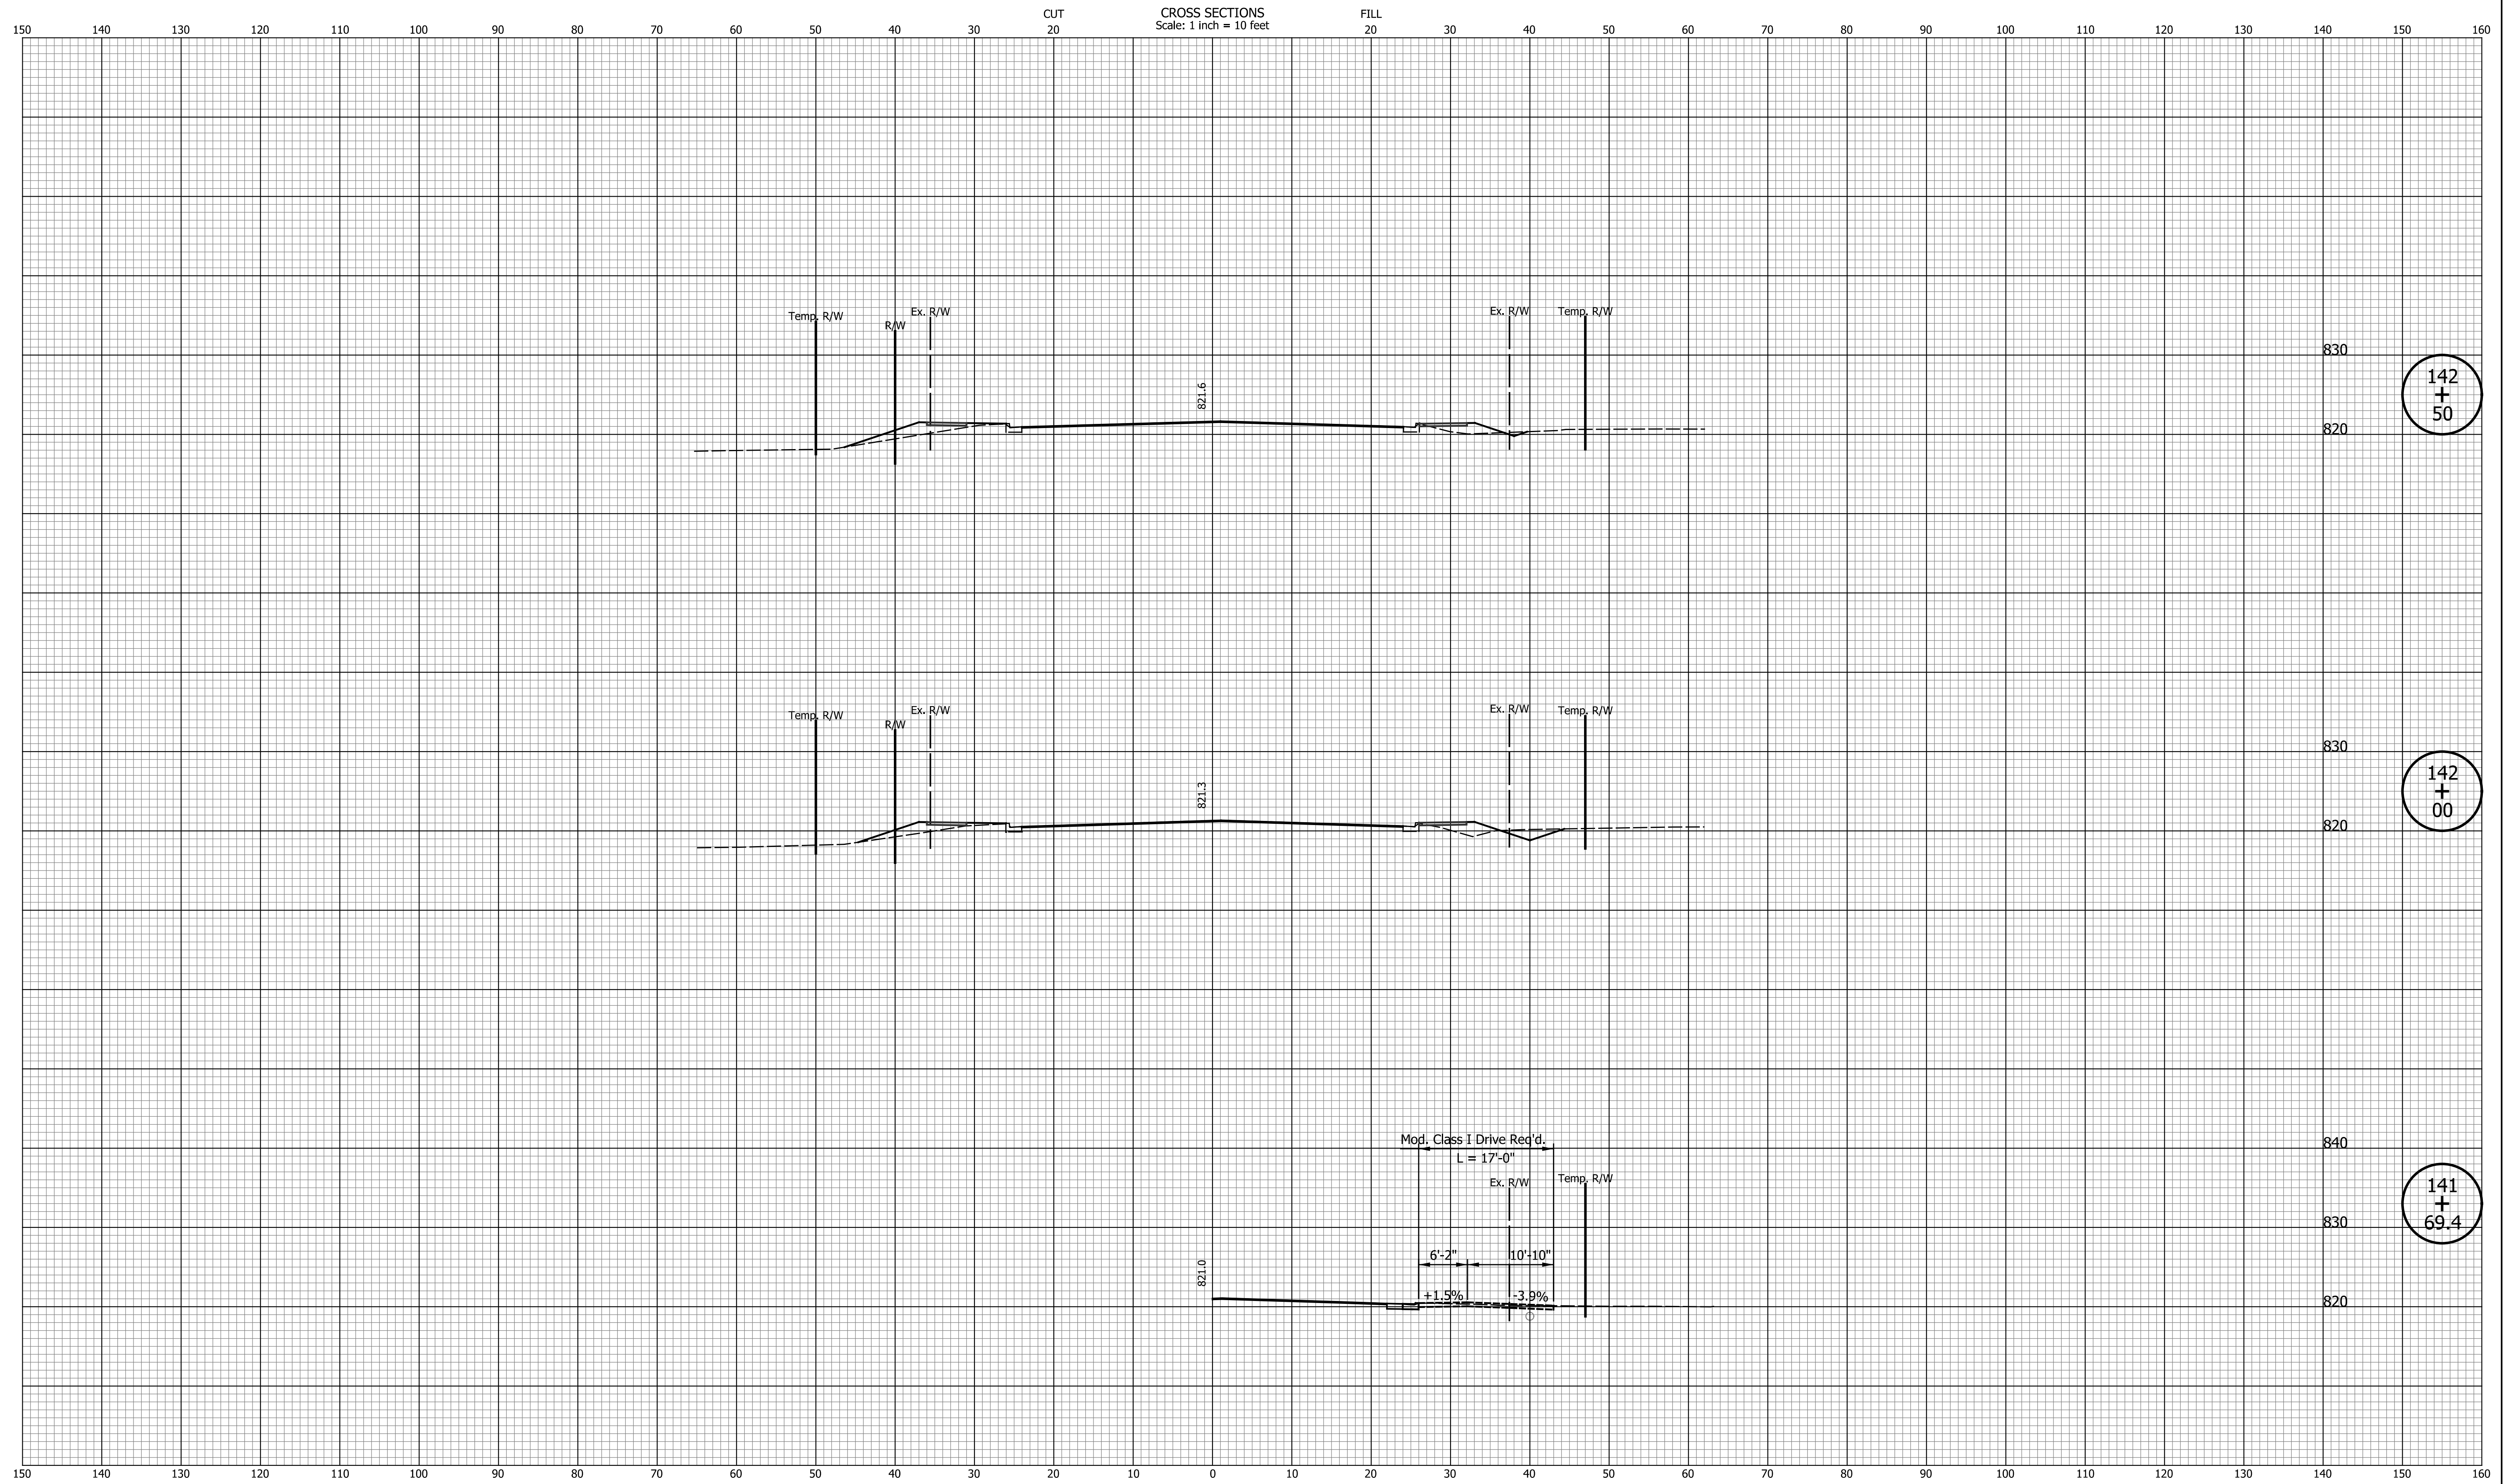 CUT CROSS SECTIONS FILL
Scale: 1 inch = 10 feet
150 140 130 120 110 100 90 80 70 60 50 40 30 20 20 30 40 50 60 70 80 90 100 110 120 130 140 150 160
Temp. R/W
R/W
Ex. R/W
821.6
Ex. R/W
Temp. R/W
830
820
142
+
50
Temp. R/W
R/W
Ex. R/W
821.3
Ex. R/W
Temp. R/W
830
820
142
+
00
Mod. Class I Drive Req'd.
L = 17'-0"
Ex. R/W
Temp. R/W
6'-2"
10'-10"
821.0
+1.5%
-3.9%
840
830
820
141
+
69.4
150 140 130 120 110 100 90 80 70 60 50 40 30 20 10 0 10 20 30 40 50 60 70 80 90 100 110 120 130 140 150 160